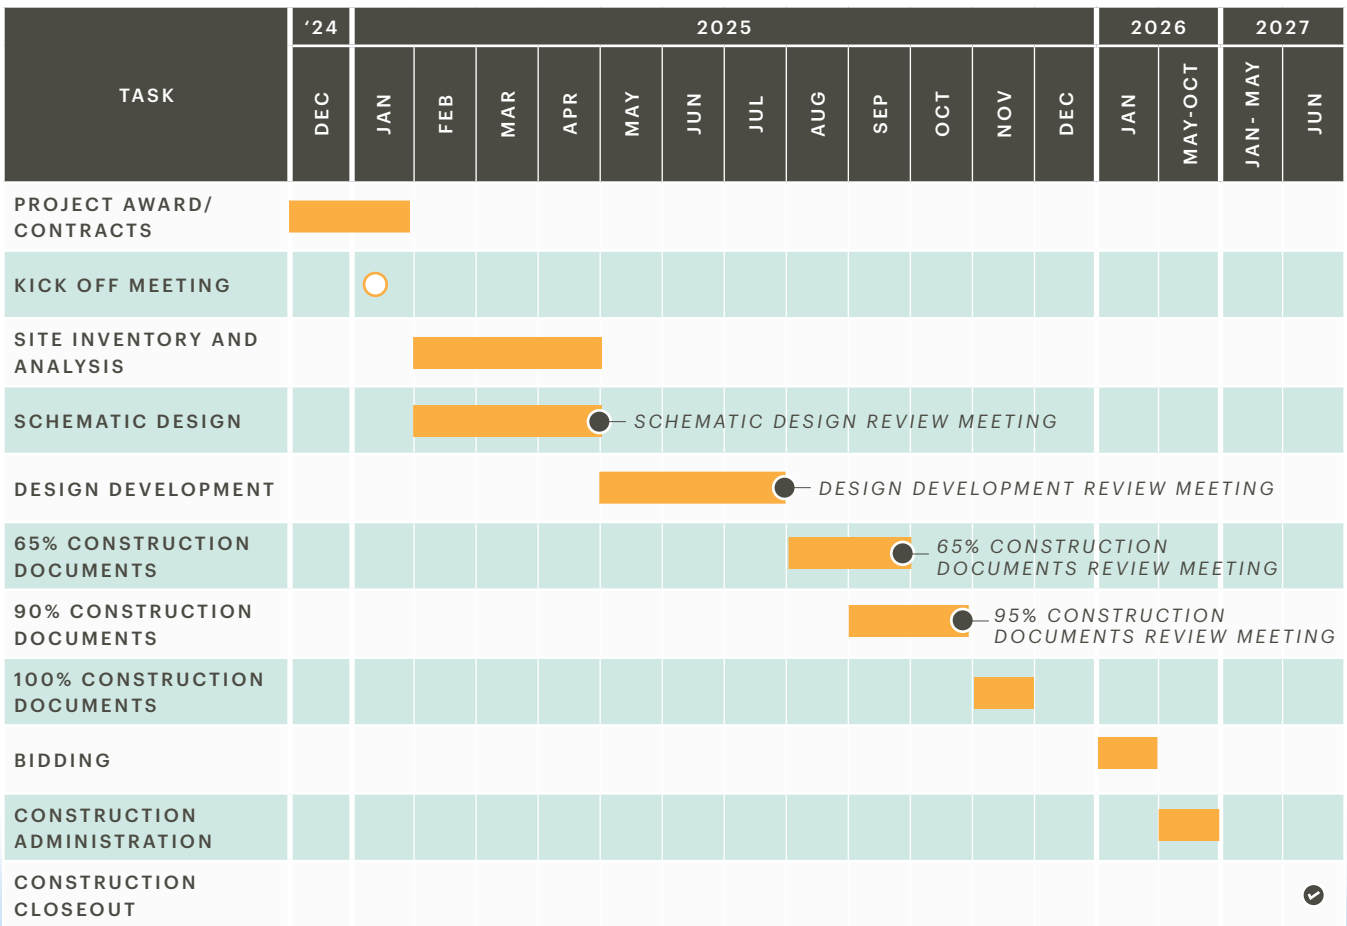 TASK
‘24
2025
2026
2027
DEC
JAN
FEB
MAR
APR
MAY
JUN
JUL
AUG
SEP
OCT
NOV
DEC
JAN
MAY-OCT
JAN- MAY
JUN
PROJECT AWARD/
CONTRACTS
KICK OFF MEETING
SITE INVENTORY AND
ANALYSIS
SCHEMATIC DESIGN
SCHEMATIC DESIGN REVIEW MEETING
DESIGN DEVELOPMENT
DESIGN DEVELOPMENT REVIEW MEETING
65% CONSTRUCTION
DOCUMENTS
65% CONSTRUCTION
DOCUMENTS REVIEW MEETING
90% CONSTRUCTION
DOCUMENTS
95% CONSTRUCTION
DOCUMENTS REVIEW MEETING
100% CONSTRUCTION
DOCUMENTS
BIDDING
CONSTRUCTION
ADMINISTRATION
CONSTRUCTION
CLOSEOUT